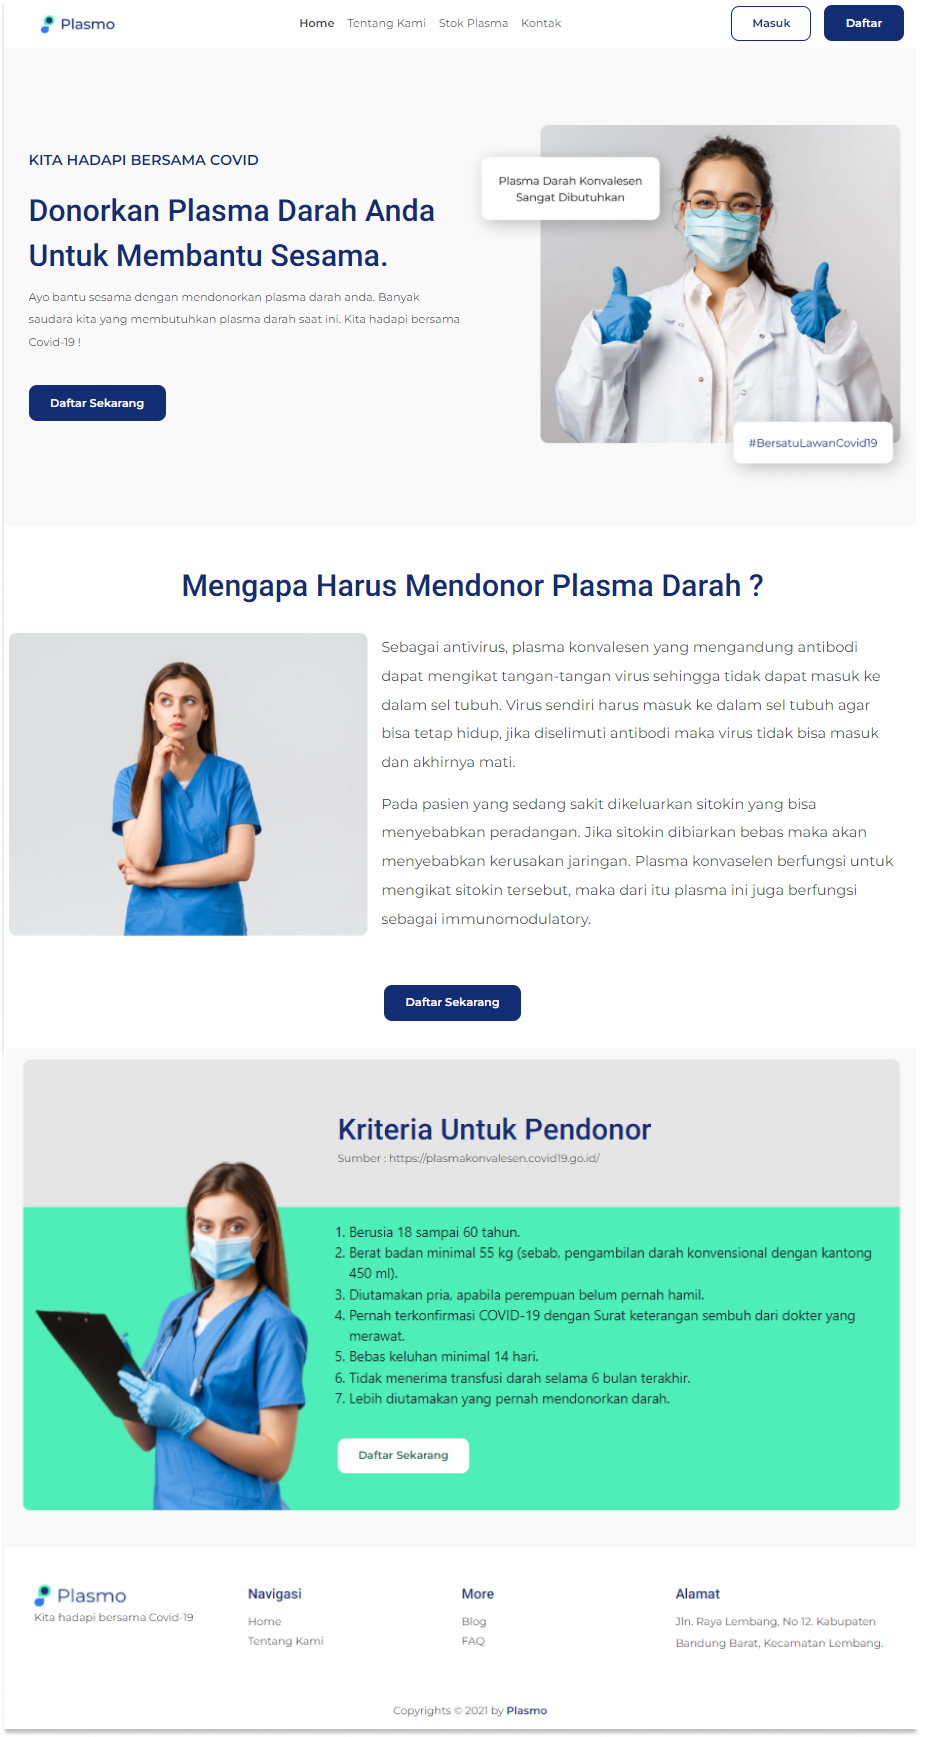 Plasmo
Home Tentang Kami Stok Plasma Kontak
Masuk Daftar
KITA HADAPI BERSAMA COVID
Donorkan Plasma Darah Anda
Untuk Membantu Sesama.
Ayo bantu sesama dengan mendonorkan plasma darah anda. Banyak
saudara kita yang membutuhkan plasma darah saat ini. Kita hadapi bersama
Covid-19 !
Daftar Sekarang
Plasma Darah Konvalesen
Sangat Dibutuhkan
#BersatuLawanCovid19
Mengapa Harus Mendonor Plasma Darah ?
Sebagai antivirus, plasma konvalesen yang mengandung antibodi
dapat mengikat tangan-tangan virus sehingga tidak dapat masuk ke
dalam sel tubuh. Virus sendiri harus masuk ke dalam sel tubuh agar
bisa tetap hidup, jika diselimuti antibodi maka virus tidak bisa masuk
dan akhirnya mati.
Pada pasien yang sedang sakit dikeluarkan sitokin yang bisa
menyebabkan peradangan. Jika sitokin dibiarkan bebas maka akan
menyebabkan kerusakan jaringan. Plasma konvaselen berfungsi untuk
mengikat sitokin tersebut, maka dari itu plasma ini juga berfungsi
sebagai immunomodulatory.
Daftar Sekarang
Kriteria Untuk Pendonor
Sumber : https://plasmakonvalesen.covid19.go.id/
1. Berusia 18 sampai 60 tahun.
2. Berat badan minimal 55 kg (sebab, pengambilan darah konvensional dengan kantong
450 ml).
3. Diutamakan pria, apabila perempuan belum pernah hamil.
4. Pernah terkonfirmasi COVID-19 dengan Surat keterangan sembuh dari dokter yang
merawat.
5. Bebas keluhan minimal 14 hari.
6. Tidak menerima transfusi darah selama 6 bulan terakhir.
7. Lebih diutamakan yang pernah mendonorkan darah.
Daftar Sekarang
Plasmo
Kita hadapi bersama Covid-19
Navigasi
Home
Tentang Kami
More
Blog
FAQ
Alamat
Jln. Raya Lembang, No 12. Kabupaten
Bandung Barat, Kecamatan Lembang.
Copyrights © 2021 by Plasmo